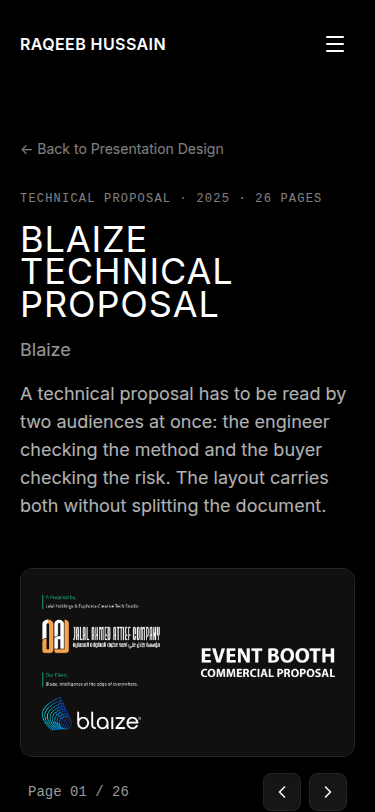 RAQEEB HUSSAIN
← Back to Presentation Design
TECHNICAL PROPOSAL · 2025 · 26 PAGES
BLAIZE
TECHNICAL
PROPOSAL
Blaize
A technical proposal has to be read by
two audiences at once: the engineer
checking the method and the buyer
checking the risk. The layout carries
both without splitting the document.
A Proposal by,
Jalal Holdings & Euphoria Creative Tech Studio
JALAL AHMED ATTIEF COMPANY
Our Client,
Blaize. Intelligence at the edge of everywhere.
blaize
EVENT BOOTH
COMMERCIAL PROPOSAL
Page 01 / 26